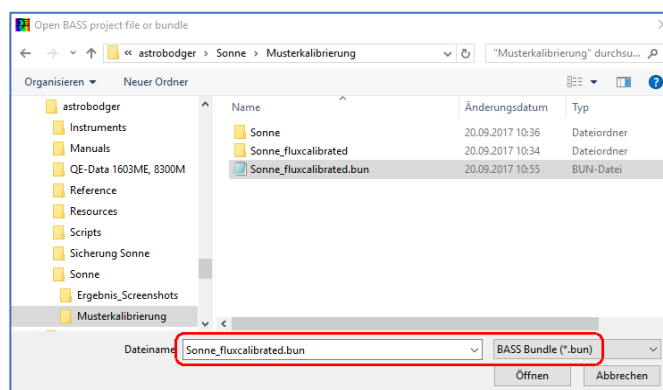 Open BASS project file or bundle
« astrobodger > Sonne > Musterkalibrierung
"Musterkalibrierung" durchsu...
Organisieren Neuer Ordner
Name Änderungsdatum Typ
astrobodger
Instruments
Manuals
QE-Data 1603ME, 8300M
Reference
Resources
Scripts
Sicherung Sonne
Sonne
Ergebnis_Screenshots
Musterkalibrierung
Sonne 20.09.2017 10:36 Dateiordner
Sonne_fluxcalibrated 20.09.2017 10:34 Dateiordner
Sonne_fluxcalibrated.bun 20.09.2017 10:55 BUN-Datei
Dateiname Sonne_fluxcalibrated.bun BASS Bundle (*.bun)
Öffnen Abbrechen